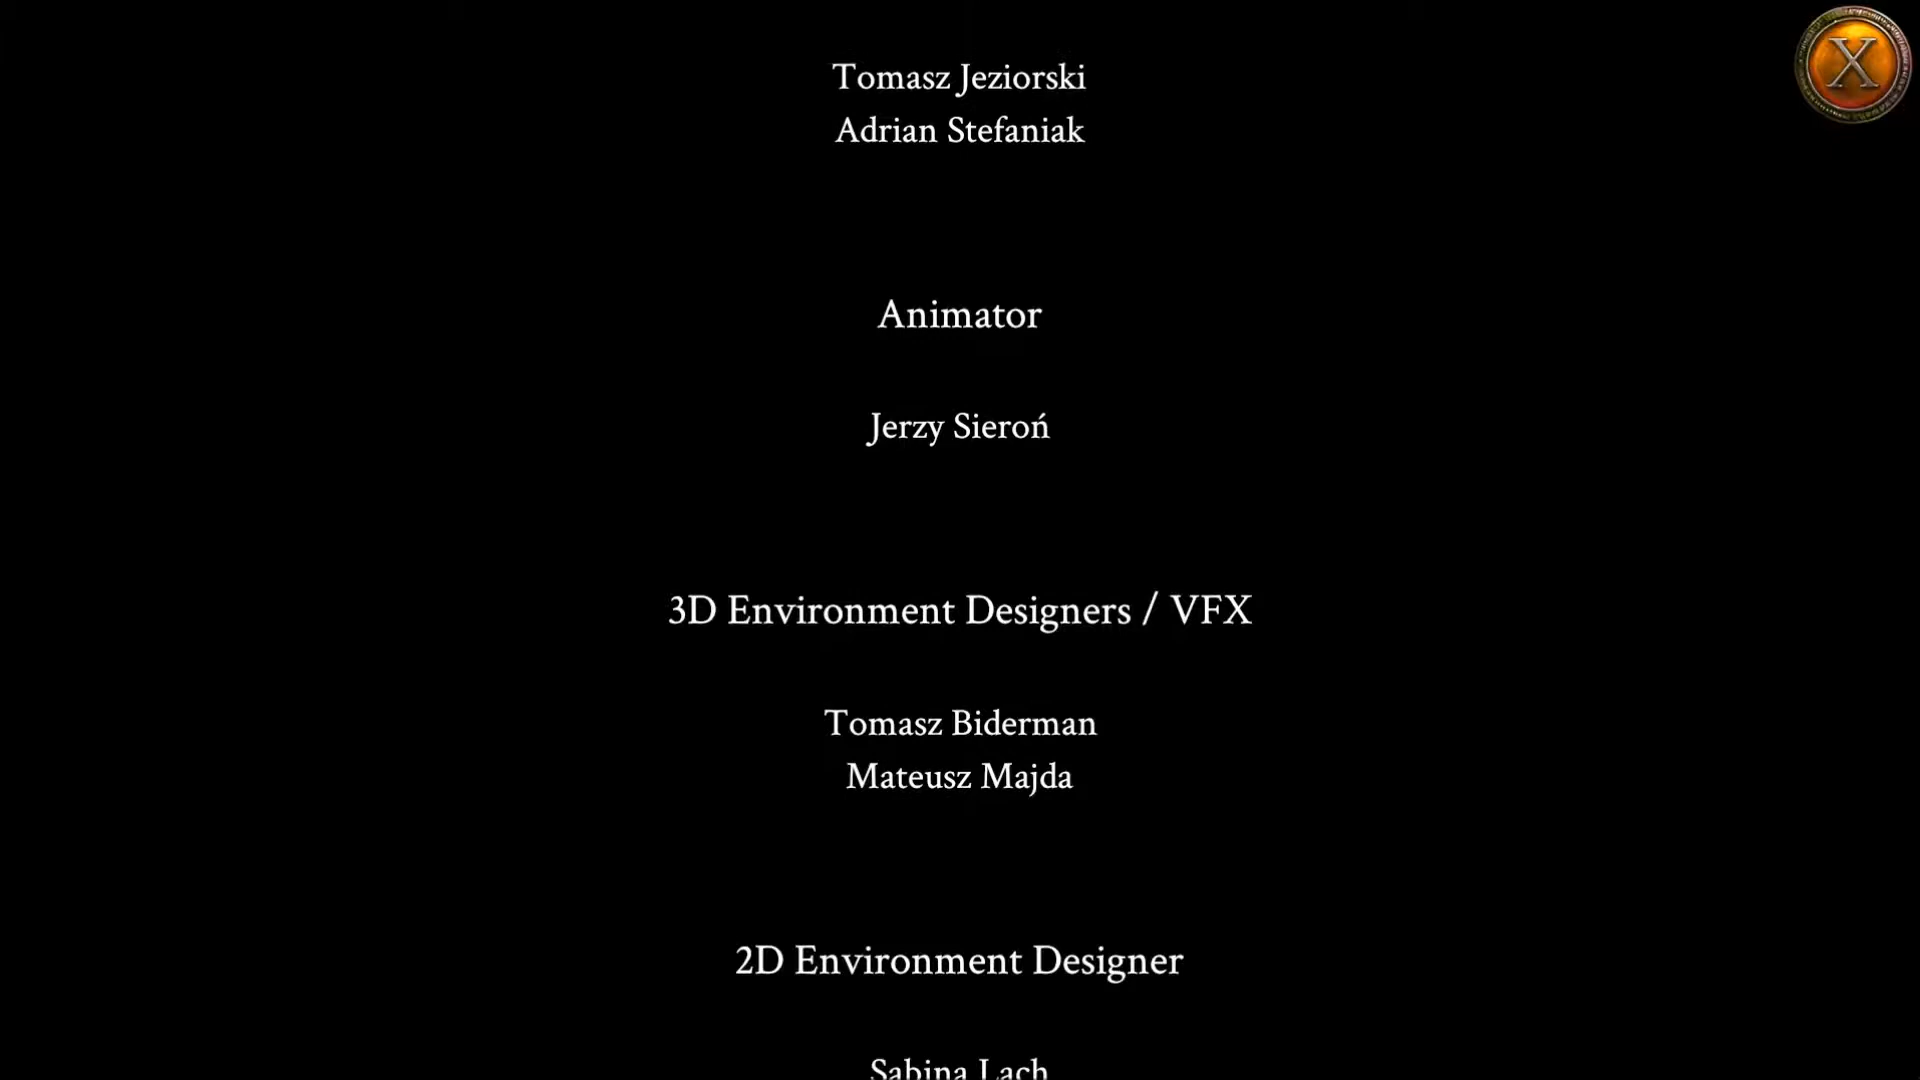 Tomasz Jeziorski
X
Adrian Stefaniak
Animator
Jerzy Sieroń
3D Environment Designers / VFX
Tomasz Biderman
Mateusz Majda
2D Environment Designer
Sabina Lach